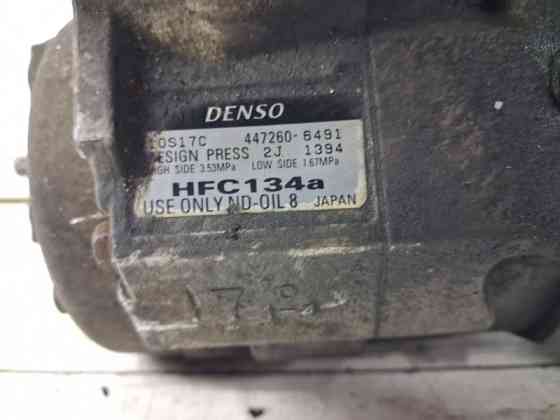 DENSO
10S17C 447260-6491
DESIGN PRESS 2J. 1394
HIGH SIDE 3.53MPa LOW SIDE 1.67MPa
HFC134a
USE ONLY ND-OIL 8 JAPAN
17